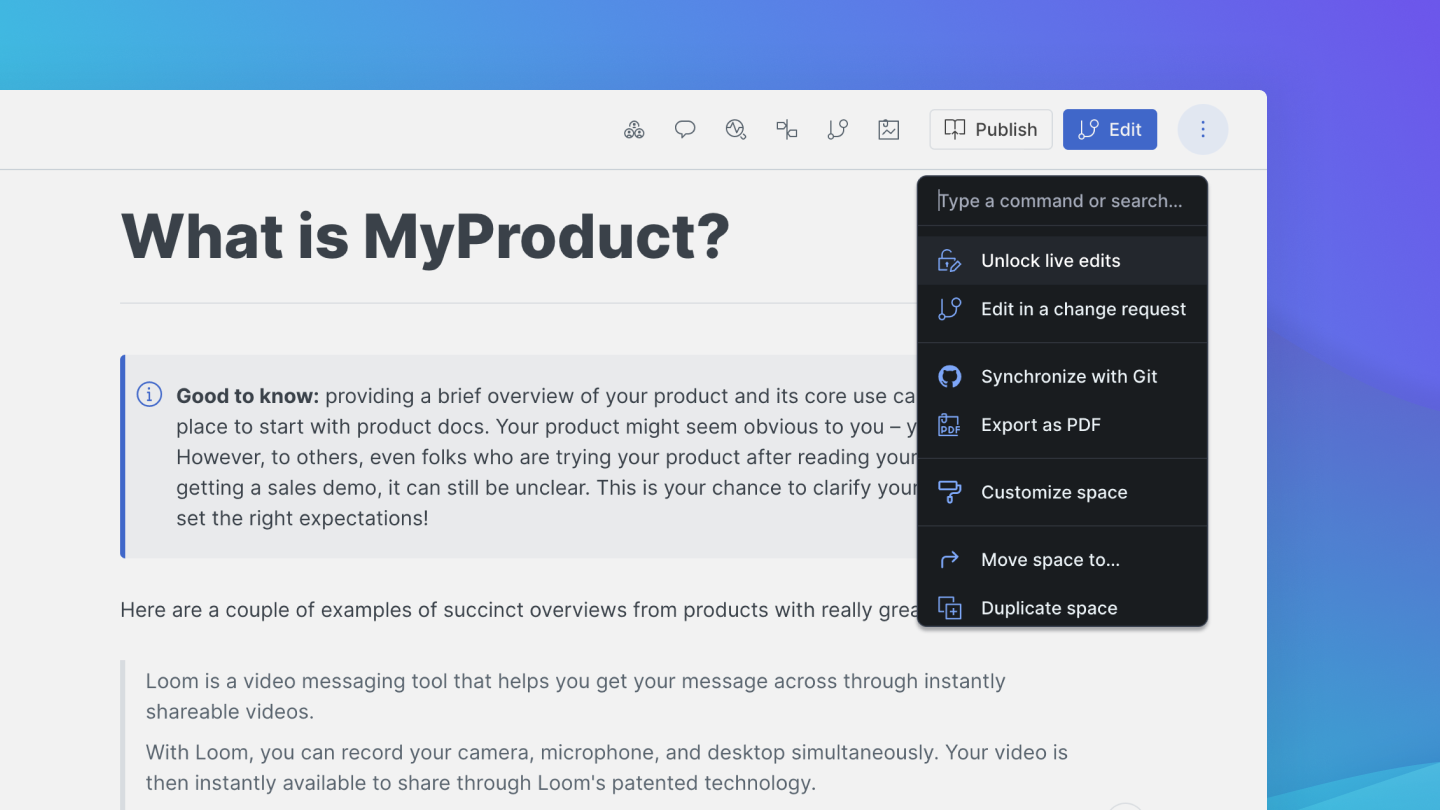 Publish
Edit
What is MyProduct?
Type a command or search...
Unlock live edits
Edit in a change request
Synchronize with Git
PDF
Export as PDF
Customize space
Move space to...
Duplicate space
Good to know: providing a brief overview of your product and its core use
place to start with product docs. Your product might seem obvious to you –
However, to others, even folks who are trying your product after reading your
getting a sales demo, it can still be unclear. This is your chance to clarify your
set the right expectations!
Here are a couple of examples of succinct overviews from products with really
Loom is a video messaging tool that helps you get your message across through instantly
shareable videos.
With Loom, you can record your camera, microphone, and desktop simultaneously. Your video is
then instantly available to share through Loom's patented technology.